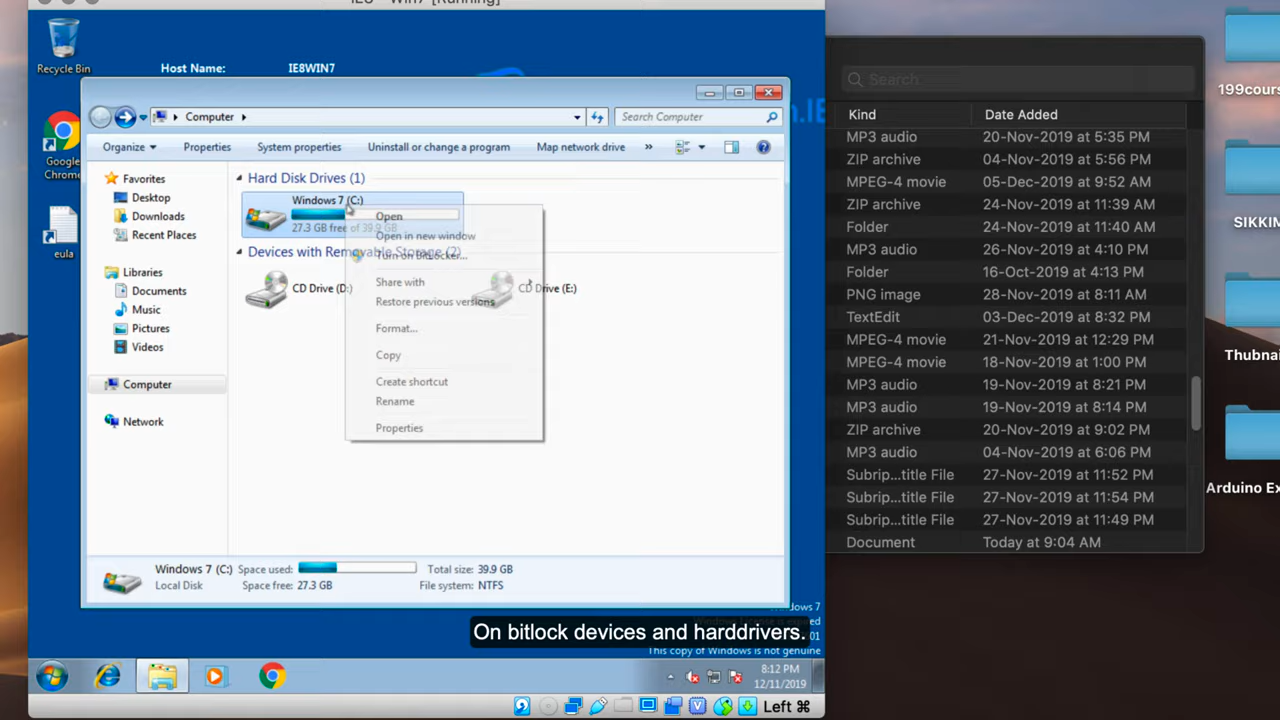 IE8 - Win7 [Running]
Recycle Bin
Host Name:
IE8WIN7
Google
Chrome
eula
Computer
Search Computer
Organize
Properties
System properties
Uninstall or change a program
Map network drive
»
Favorites
Desktop
Downloads
Recent Places
Libraries
Documents
Music
Pictures
Videos
Computer
Network
Hard Disk Drives (1)
Windows 7 (C:)
27.3 GB free of 39.9 GB
Devices with Removable Storage (2)
CD Drive (D:)
CD Drive (E:)
Open
Open in new window
Turn on BitLocker...
Share with
Restore previous versions
Format...
Copy
Create shortcut
Rename
Properties
Windows 7 (C:) Space used: Total size: 39.9 GB
Local Disk Space free: 27.3 GB File system: NTFS
Windows 7
This copy of Windows is not genuine
On bitlock devices and harddrivers.
8:12 PM
12/11/2019
Left ⌘
Search
Kind Date Added
MP3 audio 20-Nov-2019 at 5:35 PM
ZIP archive 04-Nov-2019 at 5:56 PM
MPEG-4 movie 05-Dec-2019 at 9:52 AM
ZIP archive 24-Nov-2019 at 11:39 AM
Folder 24-Nov-2019 at 11:40 AM
MP3 audio 26-Nov-2019 at 4:10 PM
Folder 16-Oct-2019 at 4:13 PM
PNG image 28-Nov-2019 at 8:11 AM
TextEdit 03-Dec-2019 at 8:32 PM
MPEG-4 movie 21-Nov-2019 at 12:29 PM
MPEG-4 movie 18-Nov-2019 at 1:00 PM
MP3 audio 19-Nov-2019 at 8:21 PM
MP3 audio 19-Nov-2019 at 8:14 PM
ZIP archive 20-Nov-2019 at 9:02 PM
MP3 audio 04-Nov-2019 at 6:06 PM
Subrip...title File 27-Nov-2019 at 11:52 PM
Subrip...title File 27-Nov-2019 at 11:54 PM
Subrip...title File 27-Nov-2019 at 11:49 PM
Document Today at 9:04 AM
199cours
SIKKIM
Thubnai
Arduino Ex